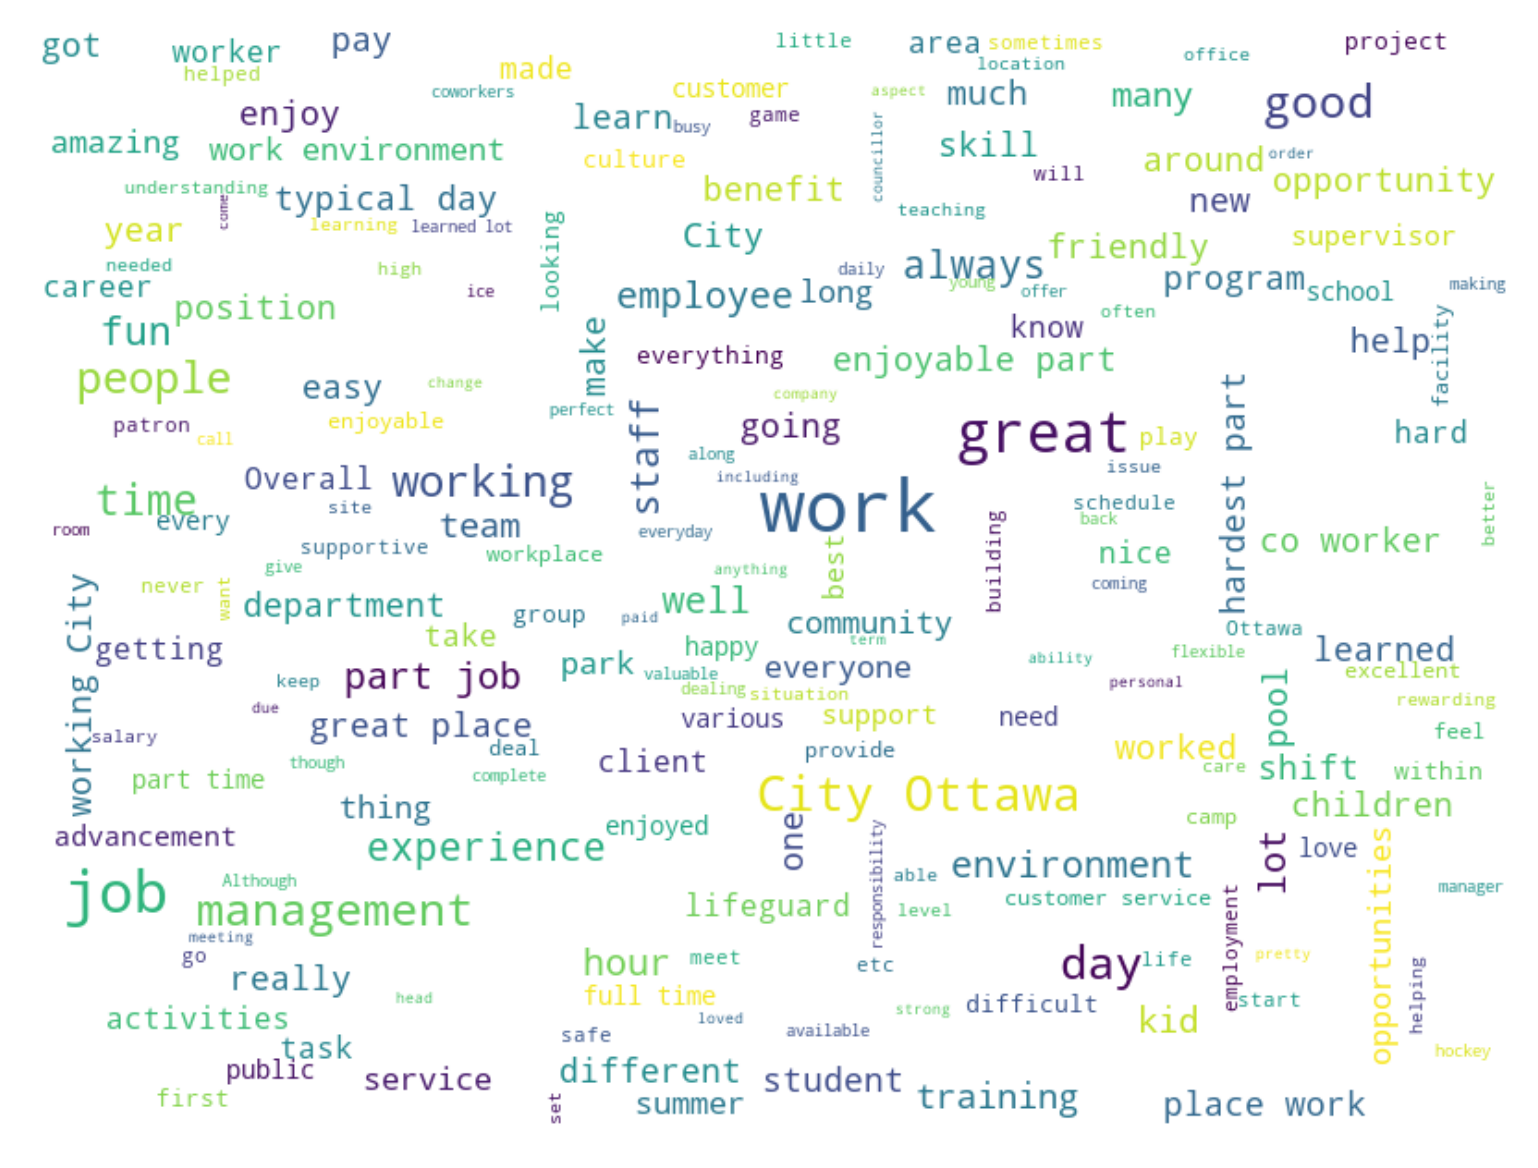 got
worker
pay
little
area
sometimes
project
helped
made
location
office
coworkers
customer
aspect
much
many
good
enjoy
learn
busy
game
amazing
work environment
culture
councillor
skill
around
order
will
understanding
typical day
benefit
new
opportunity
come
year
learning
learned lot
looking
City
teaching
friendly
supervisor
needed
high
daily
always
career
position
ice
employee
long
young
offer
program
school
making
fun
make
know
often
help
facility
everything
enjoyable part
people
easy
change
perfect
company
hardest part
patron
call
enjoyable
staff
going
great
play
hard
along
Overall
working
including
issue
time
every
site
work
schedule
better
room
team
everyday
building
back
co worker
supportive
workplace
best
nice
give
anything
coming
working City
never
want
department
group
paid
well
community
Ottawa
getting
take
happy
term
learned
park
valuable
everyone
ability
flexible
excellent
keep
part job
dealing
situation
personal
pool
rewarding
due
great place
various
support
need
salary
deal
client
provide
worked
feel
though
care
shift
within
part time
complete
City Ottawa
thing
children
advancement
experience
enjoyed
one
responsibility
camp
opportunities
lot
love
job
Although
able
environment
manager
management
lifeguard
level
customer service
employment
meeting
go
hour
meet
etc
day
life
pretty
helping
really
head
full time
strong
difficult
start
activities
task
safe
loved
available
kid
hockey
public
service
different
student
first
set
summer
training
place work